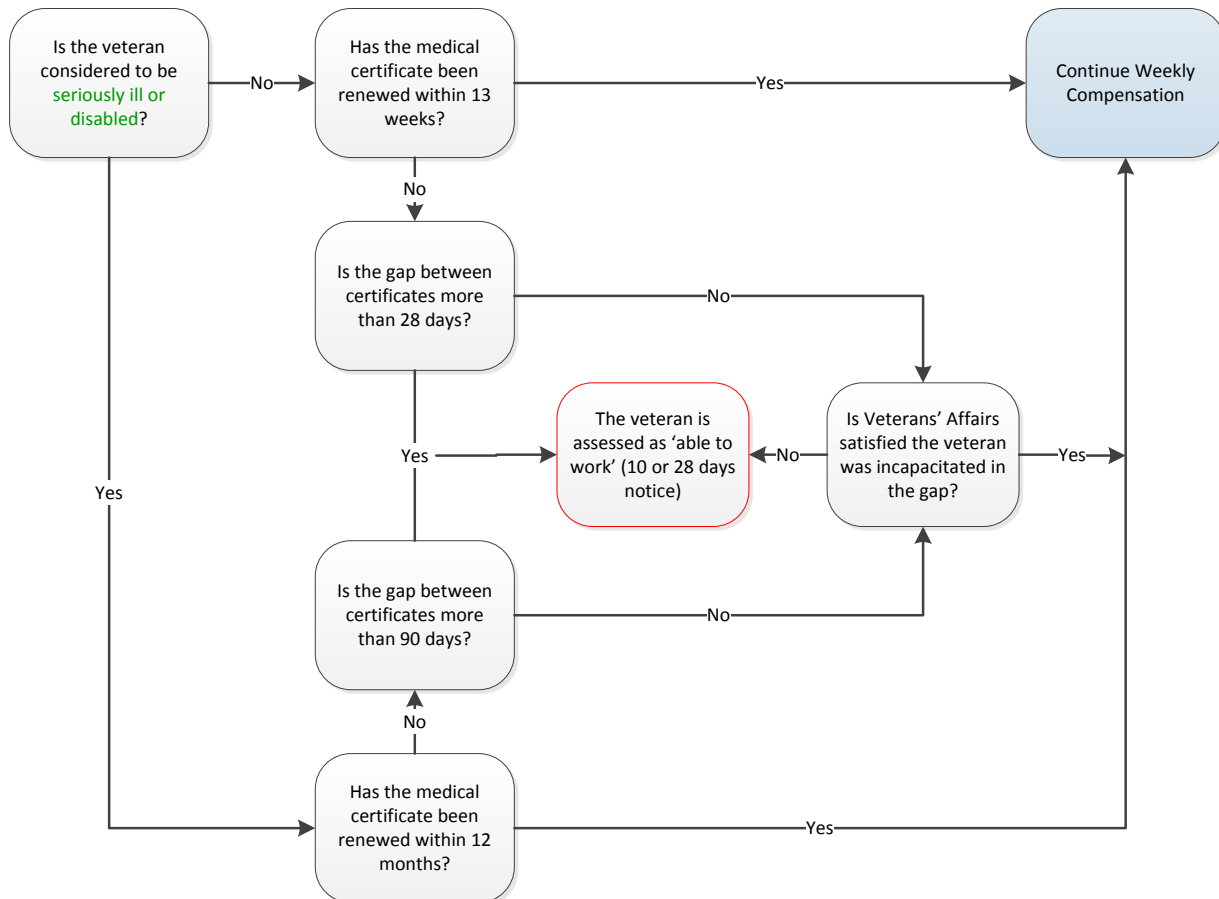 Is the veteran
considered to be
seriously ill or
disabled?
No
Has the medical
certificate been
renewed within 13
weeks?
Yes
Continue Weekly
Compensation
No
Is the gap between
certificates more
than 28 days?
No
The veteran is
assessed as ‘able to
work’ (10 or 28 days
notice)
No
Is Veterans’ Affairs
satisfied the veteran
was incapacitated in
the gap?
Yes
Yes
Yes
Is the gap between
certificates more
than 90 days?
No
No
Has the medical
certificate been
renewed within 12
months?
Yes